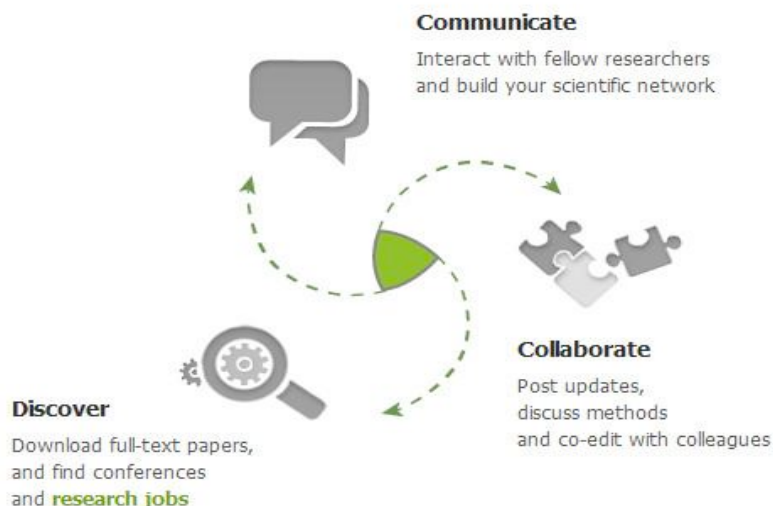 Communicate
Interact with fellow researchers
and build your scientific network
Collaborate
Post updates,
discuss methods
and co-edit with colleagues
Discover
Download full-text papers,
and find conferences
and research jobs